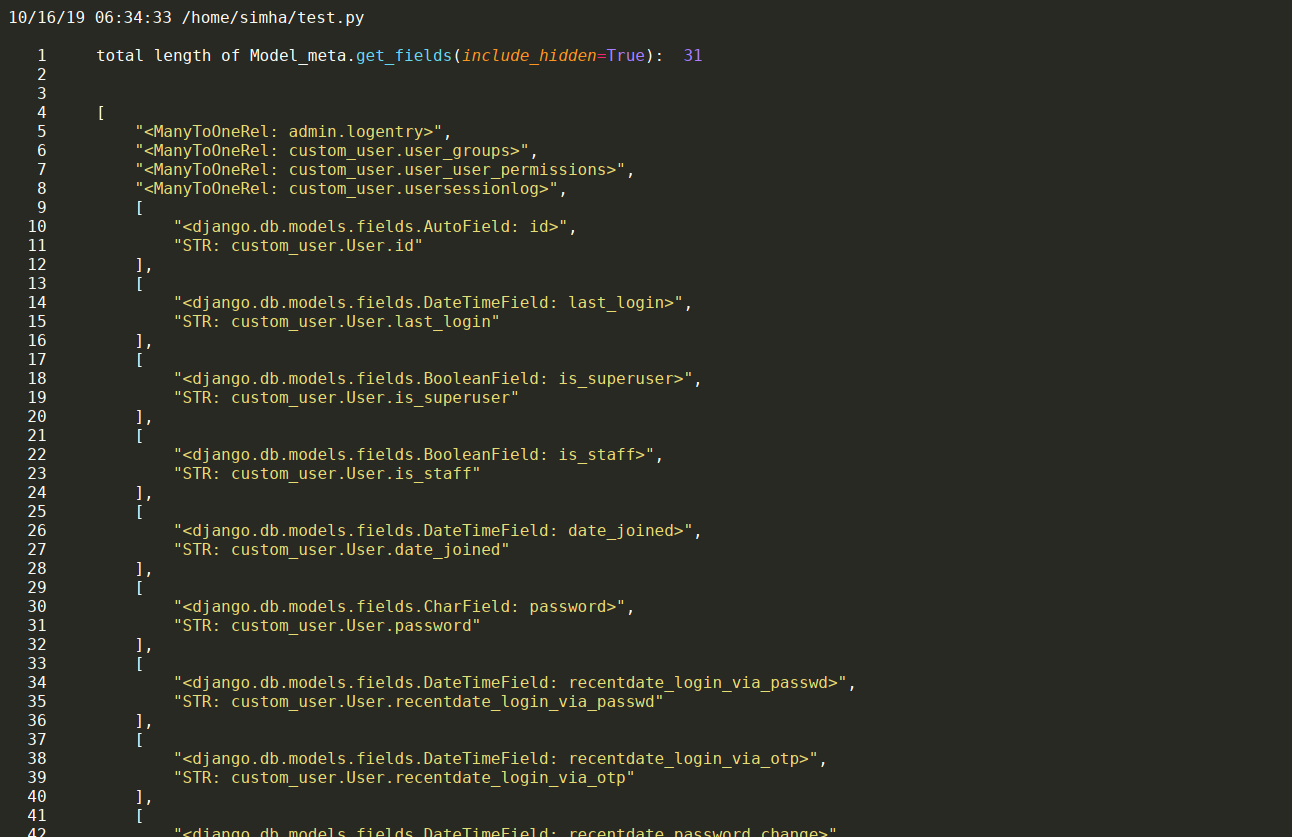 10/16/19 06:34:33 /home/simha/test.py
1 total length of Model_meta.get_fields(include_hidden=True):  31
2
3
4 [
5     "<ManyToOneRel: admin.logentry>",
6     "<ManyToOneRel: custom_user.user_groups>",
7     "<ManyToOneRel: custom_user.user_user_permissions>",
8     "<ManyToOneRel: custom_user.usersessionlog>",
9     [
10         "<django.db.models.fields.AutoField: id>",
11         "STR: custom_user.User.id"
12     ],
13     [
14         "<django.db.models.fields.DateTimeField: last_login>",
15         "STR: custom_user.User.last_login"
16     ],
17     [
18         "<django.db.models.fields.BooleanField: is_superuser>",
19         "STR: custom_user.User.is_superuser"
20     ],
21     [
22         "<django.db.models.fields.BooleanField: is_staff>",
23         "STR: custom_user.User.is_staff"
24     ],
25     [
26         "<django.db.models.fields.DateTimeField: date_joined>",
27         "STR: custom_user.User.date_joined"
28     ],
29     [
30         "<django.db.models.fields.CharField: password>",
31         "STR: custom_user.User.password"
32     ],
33     [
34         "<django.db.models.fields.DateTimeField: recentdate_login_via_passwd>",
35         "STR: custom_user.User.recentdate_login_via_passwd"
36     ],
37     [
38         "<django.db.models.fields.DateTimeField: recentdate_login_via_otp>",
39         "STR: custom_user.User.recentdate_login_via_otp"
40     ],
41     [
42         "<django.db.models.fields.DateTimeField: recentdate_password_change>"